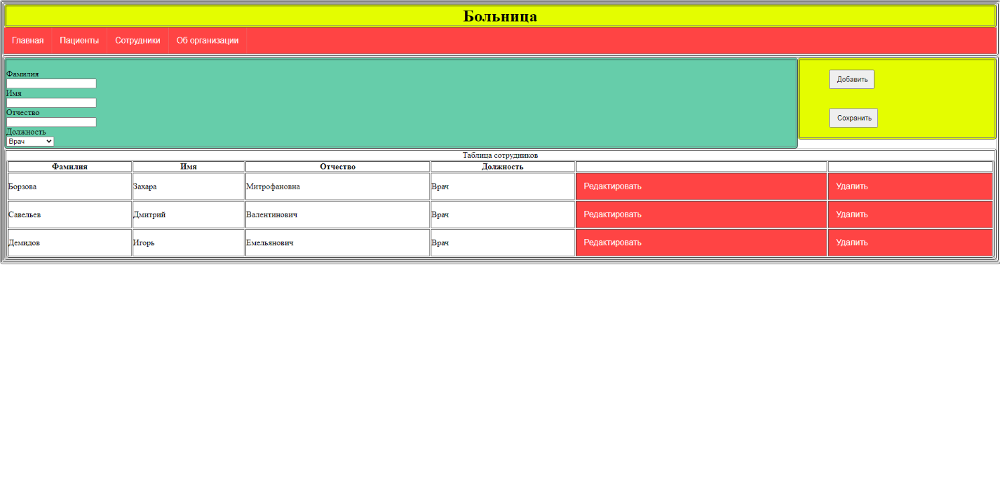 Больница
Главная Пациенты Сотрудники Об организации
Фамилия
Имя
Отчество
Должность
Врач
Добавить
Сохранить
Таблица сотрудников
Фамилия Имя Отчество Должность
Борзова Захара Митрофановна Врач Редактировать Удалить
Савельев Дмитрий Валентинович Врач Редактировать Удалить
Демидов Игорь Емельянович Врач Редактировать Удалить